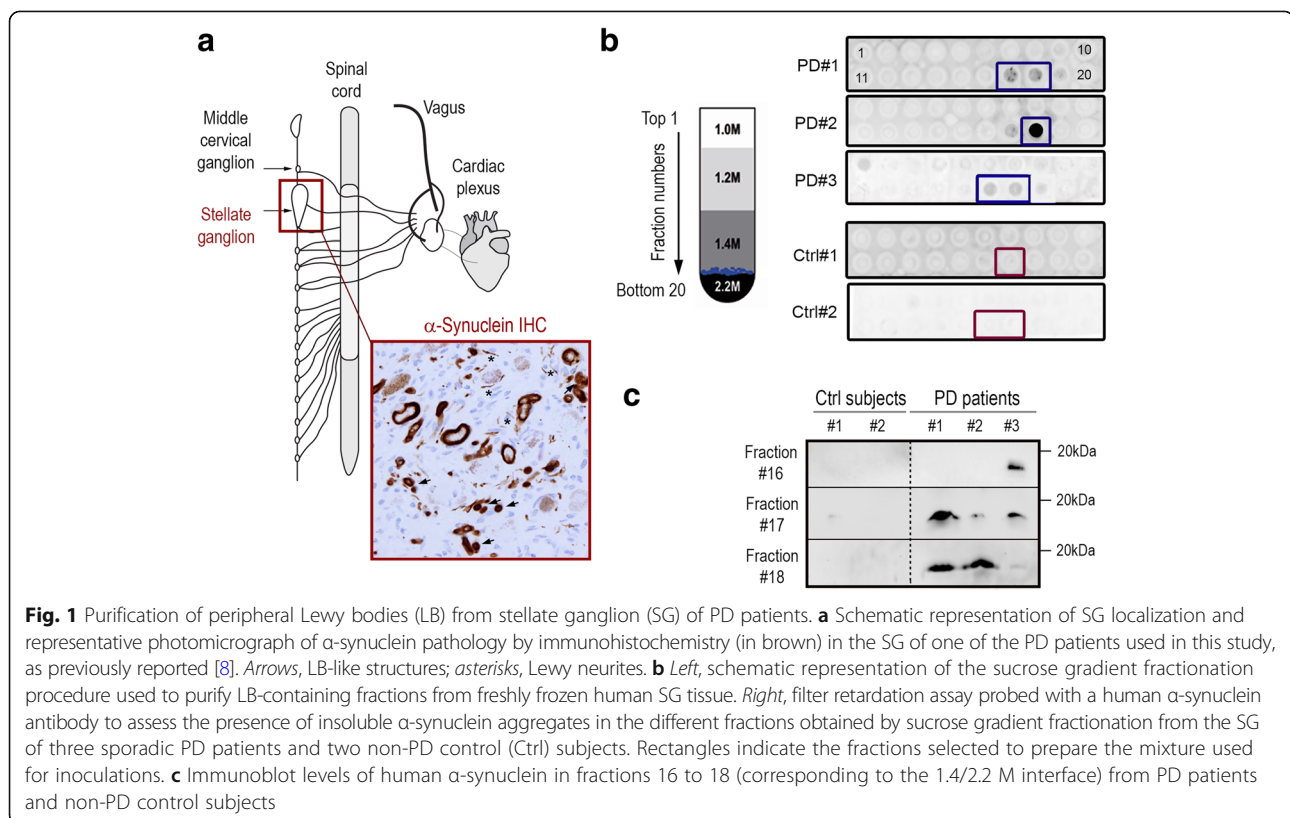 a
Spinal
cord
Middle
cervical
ganglion
Vagus
Cardiac
plexus
Stellate
ganglion
α-Synuclein IHC
*
*
*
*
b
Top 1
Fraction numbers
Bottom 20
1.0M
1.2M
1.4M
2.2M
PD#1
1
10
11
20
PD#2
PD#3
Ctrl#1
Ctrl#2
c
Ctrl subjects PD patients
#1 #2 #1 #2 #3
Fraction
#16
20kDa
Fraction
#17
20kDa
Fraction
#18
20kDa
Fig. 1 Purification of peripheral Lewy bodies (LB) from stellate ganglion (SG) of PD patients. a Schematic representation of SG localization and
representative photomicrograph of α-synuclein pathology by immunohistochemistry (in brown) in the SG of one of the PD patients used in this study,
as previously reported [8]. Arrows, LB-like structures; asterisks, Lewy neurites. b Left, schematic representation of the sucrose gradient fractionation
procedure used to purify LB-containing fractions from freshly frozen human SG tissue. Right, filter retardation assay probed with a human α-synuclein
antibody to assess the presence of insoluble α-synuclein aggregates in the different fractions obtained by sucrose gradient fractionation from the SG
of three sporadic PD patients and two non-PD control (Ctrl) subjects. Rectangles indicate the fractions selected to prepare the mixture used
for inoculations. c Immunoblot levels of human α-synuclein in fractions 16 to 18 (corresponding to the 1.4/2.2 M interface) from PD patients
and non-PD control subjects